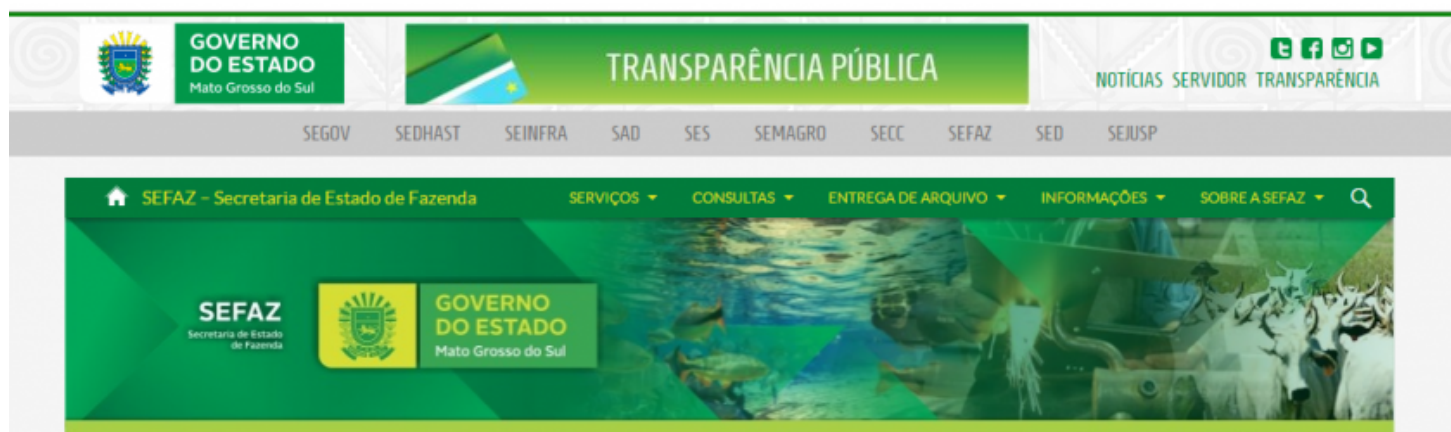 GOVERNO
DO ESTADO
Mato Grosso do Sul
TRANSPARÊNCIA PÚBLICA
NOTÍCIAS SERVIDOR TRANSPARÊNCIA
SEGOV SEDHAST SEINFRA SAD SES SEMAGRO SECC SEFAZ SED SEJUSP
SEFAZ – Secretaria de Estado de Fazenda SERVIÇOS CONSULTAS ENTREGA DE ARQUIVO INFORMAÇÕES SOBRE A SEFAZ
SEFAZ
Secretaria de Estado
de Fazenda
GOVERNO
DO ESTADO
Mato Grosso do Sul